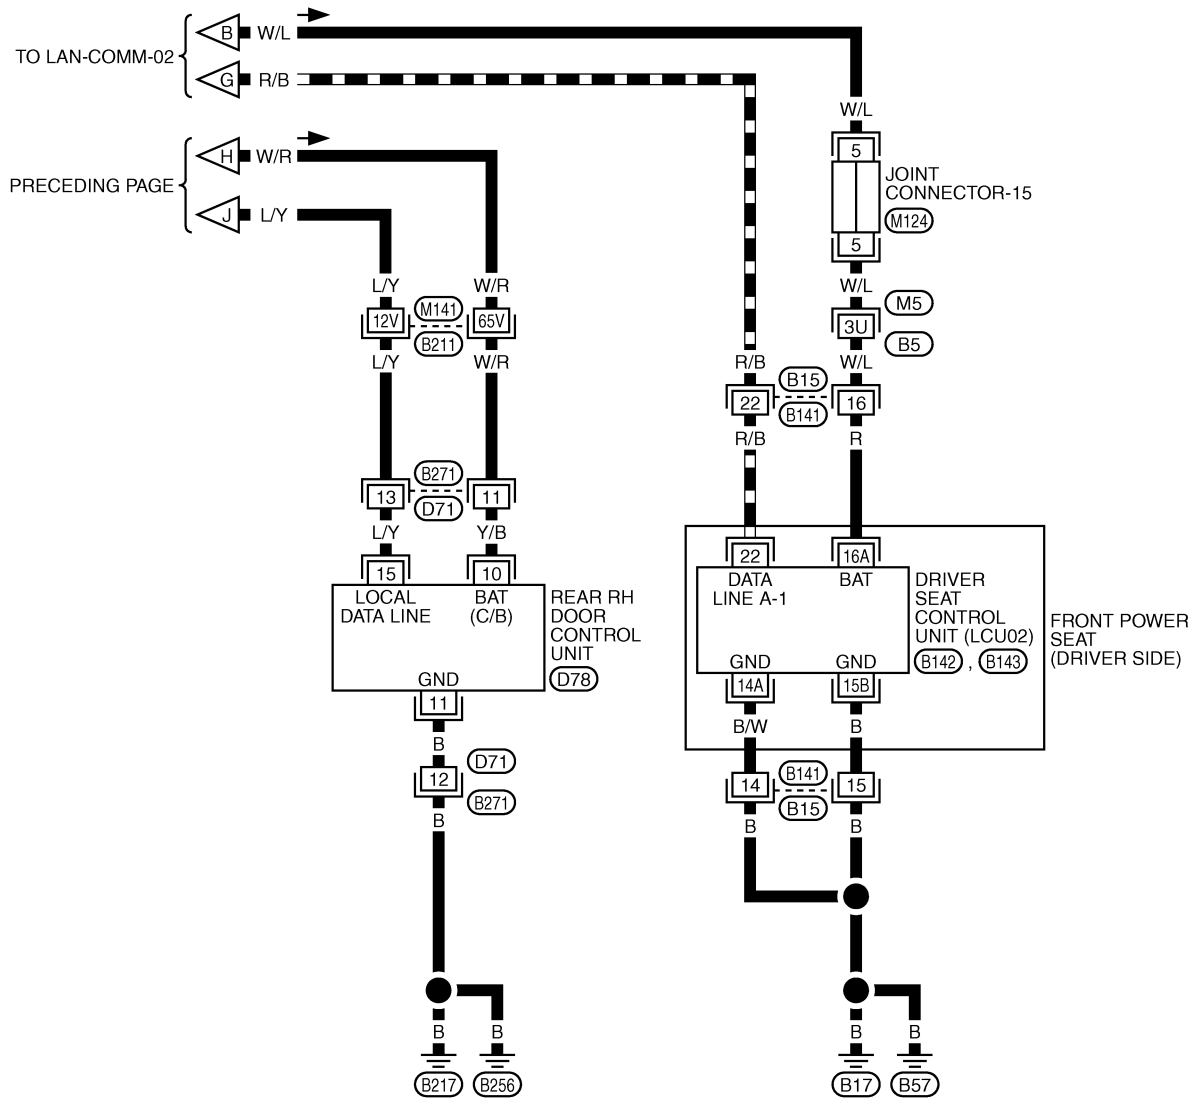 B W/L
TO LAN-COMM-02
G R/B
W/L
H W/R
5
JOINT
CONNECTOR-15
PRECEDING PAGE
M124
J L/Y
5
L/Y W/R W/L
M141 M5
12V 65V 3U
B211 B5
L/Y W/R R/B W/L
B15
22 16
B141
R/B R
B271
13 11
D71
L/Y Y/B
22 16A
15 10
DATA
LINE A-1
BAT
DRIVER
SEAT
CONTROL
UNIT (LCU02)
B142 , B143
LOCAL
DATA LINE
BAT
(C/B)
REAR RH
DOOR
CONTROL
UNIT
D78
FRONT POWER
SEAT
(DRIVER SIDE)
GND GND
GND
14A 15B
11
B/W B
B
D71
12
B271
B141
14 15
B15
B
B B
B B B B
B217 B256 B17 B57